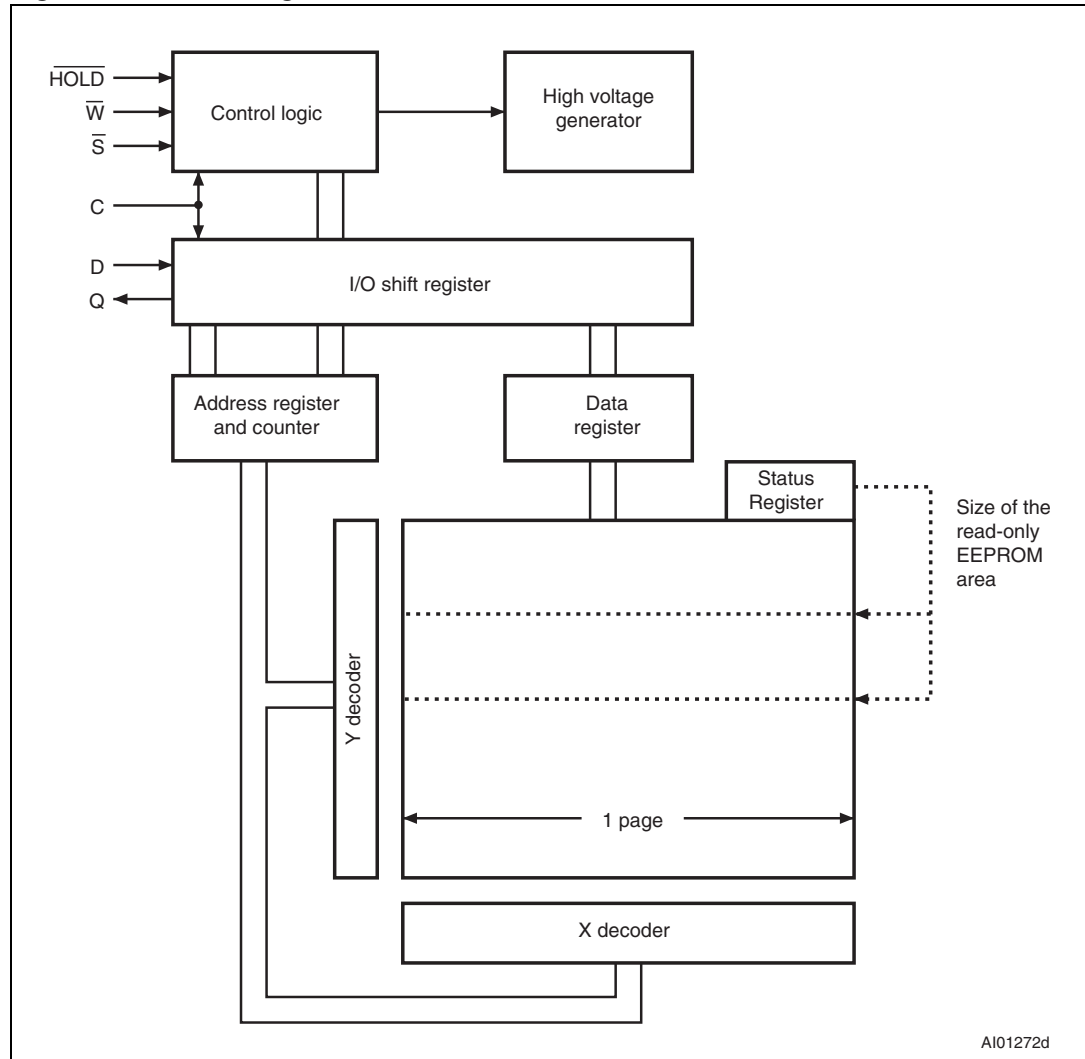 HOLD
W
S
C
D
Q
Control logic
High voltage
generator
I/O shift register
Address register
and counter
Data
register
Status
Register
Size of the
read-only
EEPROM
area
Y decoder
1 page
X decoder
AI01272d